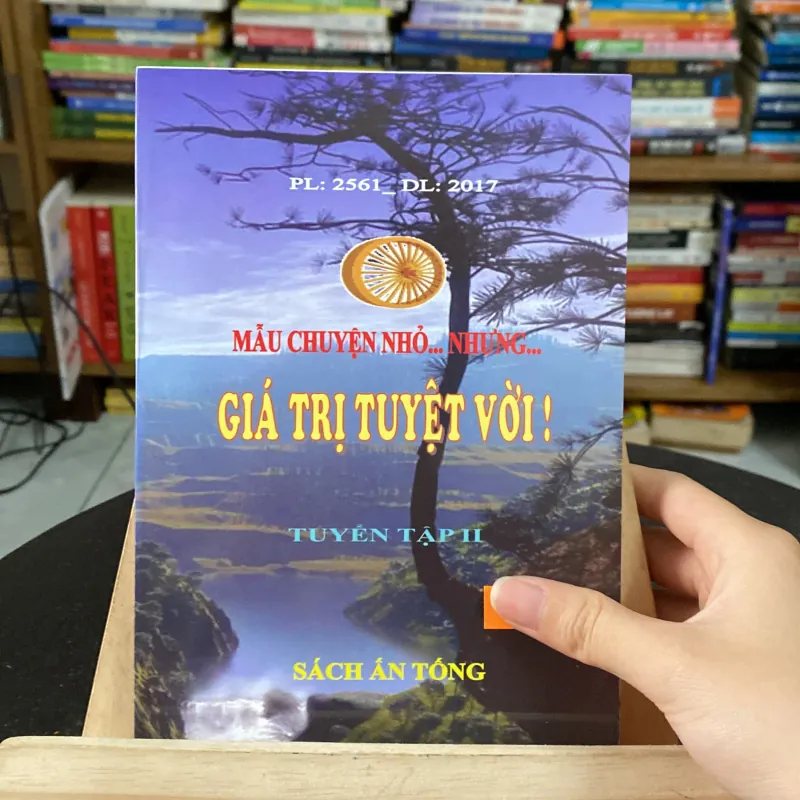 PL: 2561_ DL: 2017
MẪU CHUYỆN NHỎ... NHƯNG...
GIÁ TRỊ TUYỆT VỜI !
TUYỂN TẬP II
SÁCH ẤN TỐNG